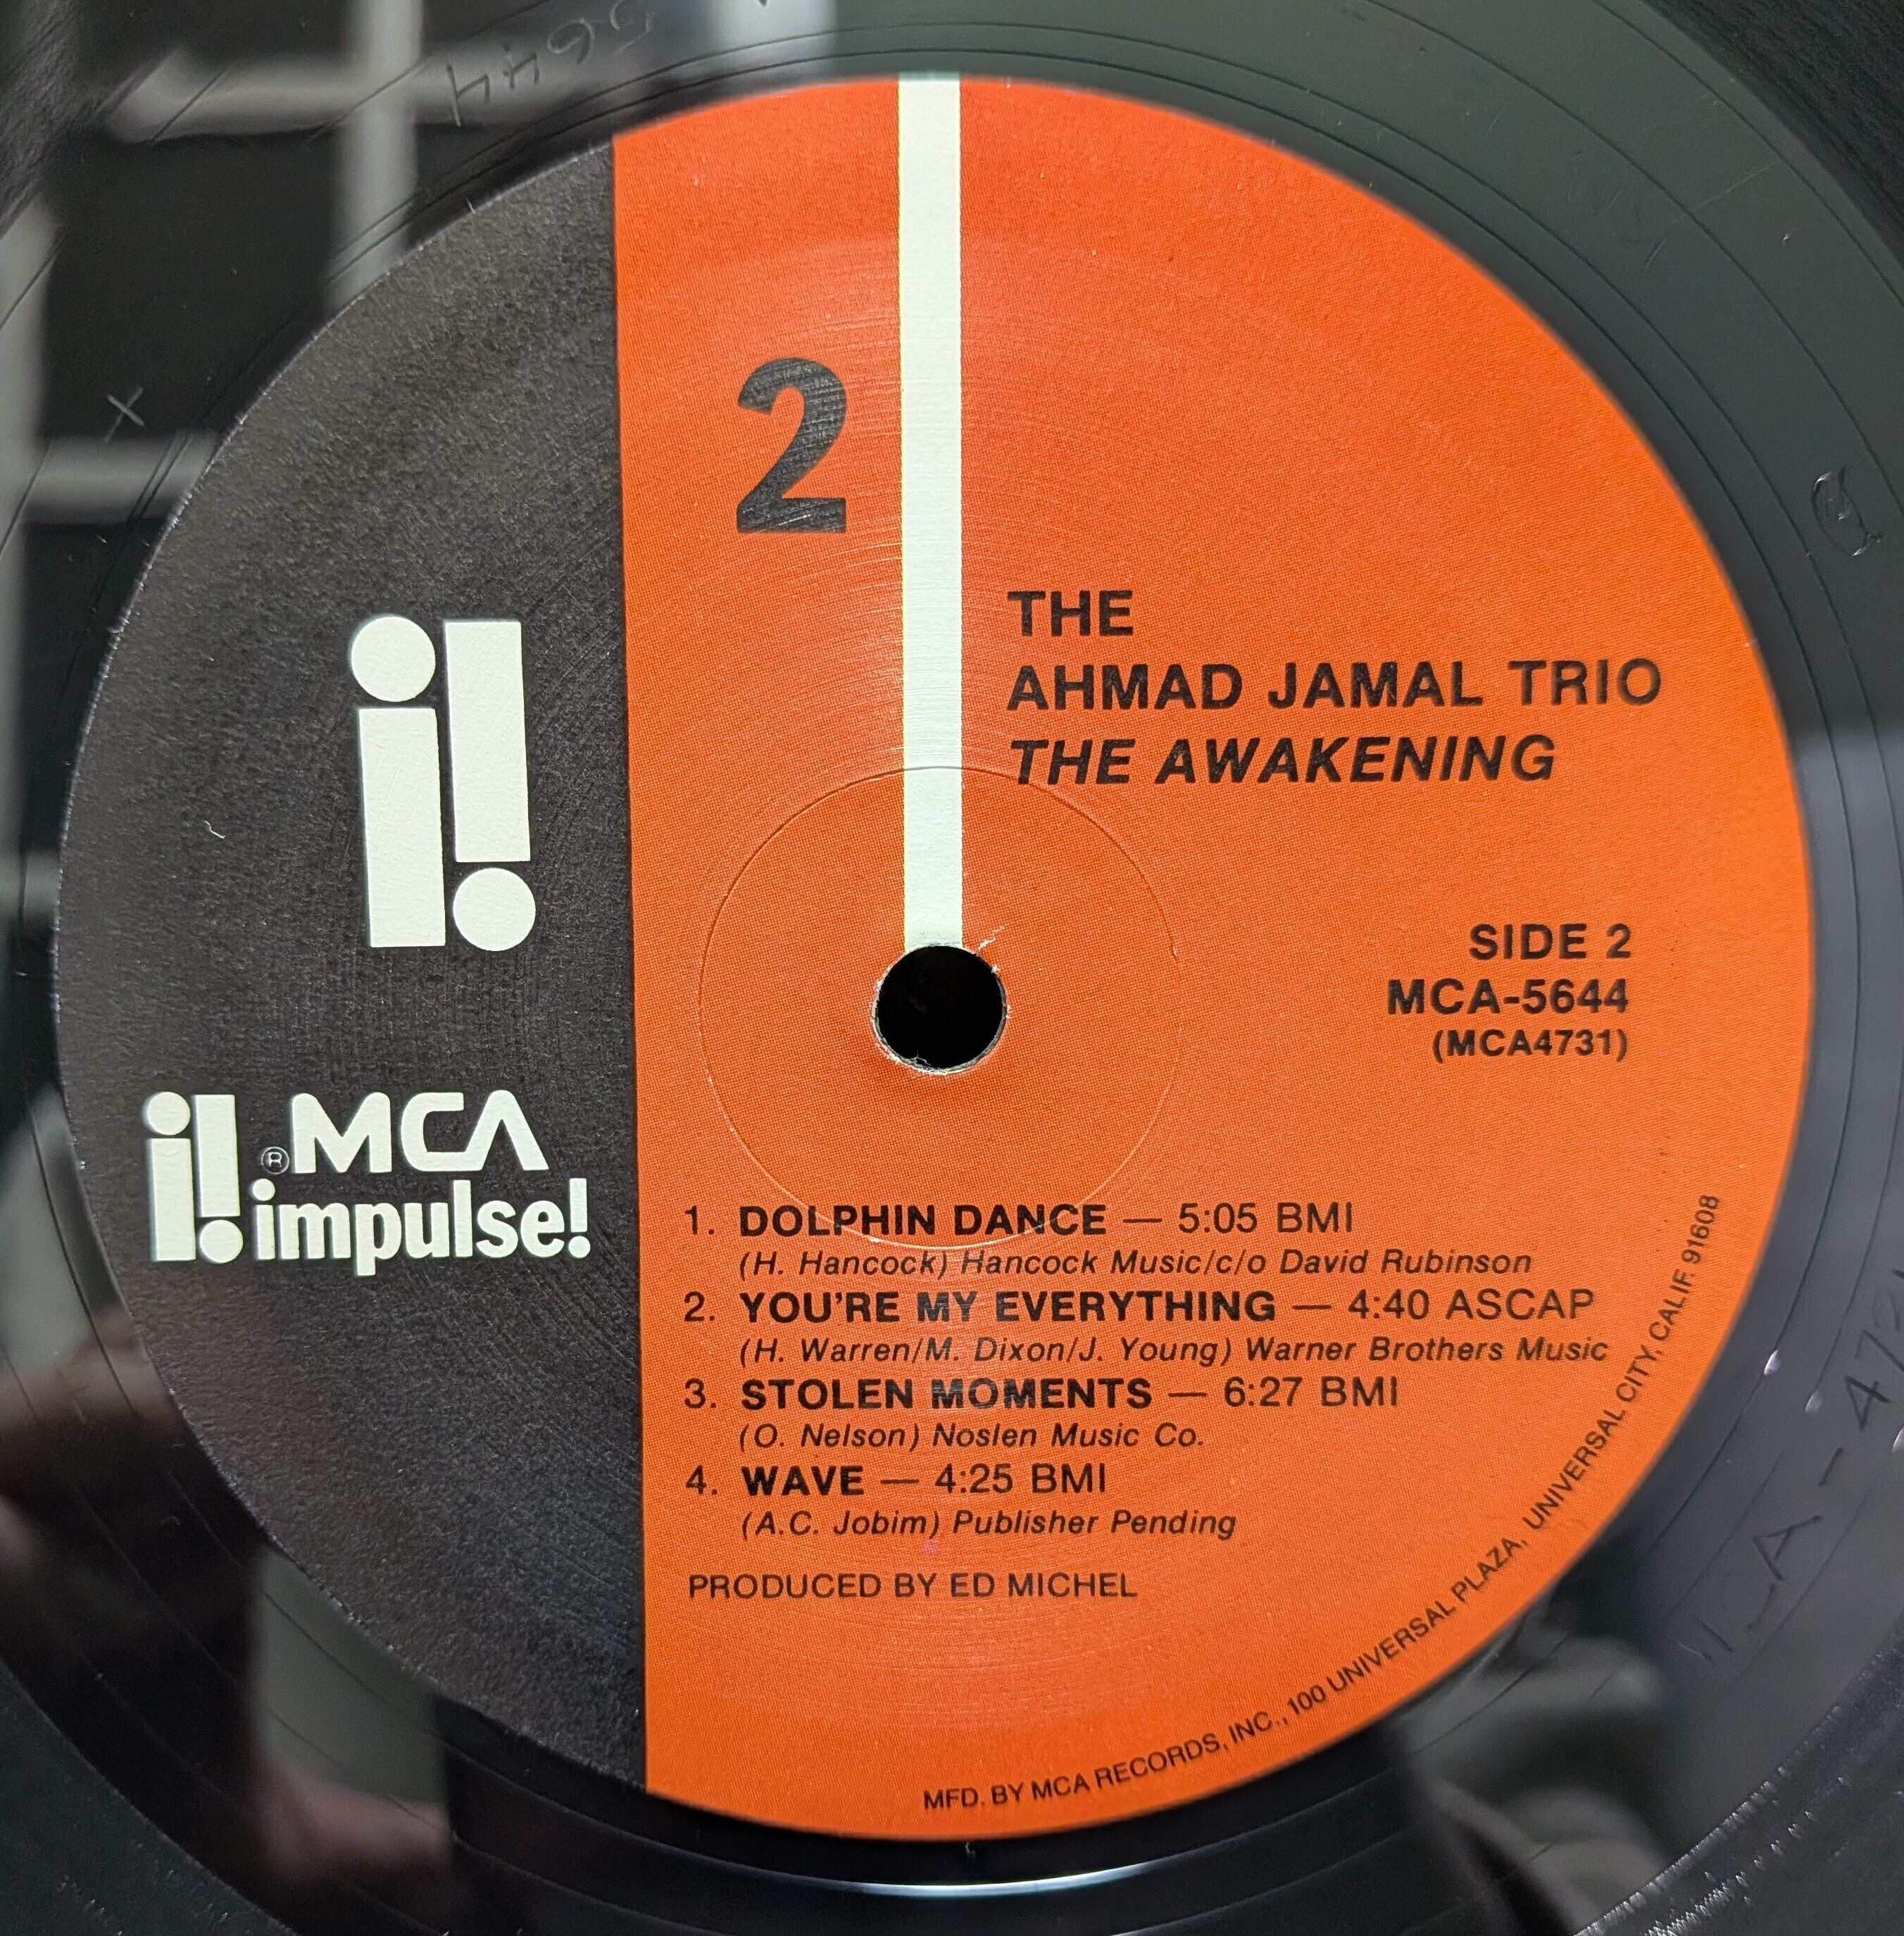 5644
2
THE
AHMAD JAMAL TRIO
THE AWAKENING
SIDE 2
MCA-5644
(MCA4731)
i!
i! ® MCA
impulse!
1. DOLPHIN DANCE — 5:05 BMI
(H. Hancock) Hancock Music/c/o David Rubinson
2. YOU'RE MY EVERYTHING — 4:40 ASCAP
(H. Warren/M. Dixon/J. Young) Warner Brothers Music
3. STOLEN MOMENTS — 6:27 BMI
(O. Nelson) Noslen Music Co.
4. WAVE — 4:25 BMI
(A.C. Jobim) Publisher Pending
PRODUCED BY ED MICHEL
MFD. BY MCA RECORDS, INC., 100 UNIVERSAL PLAZA, UNIVERSAL CITY, CALIF. 91608